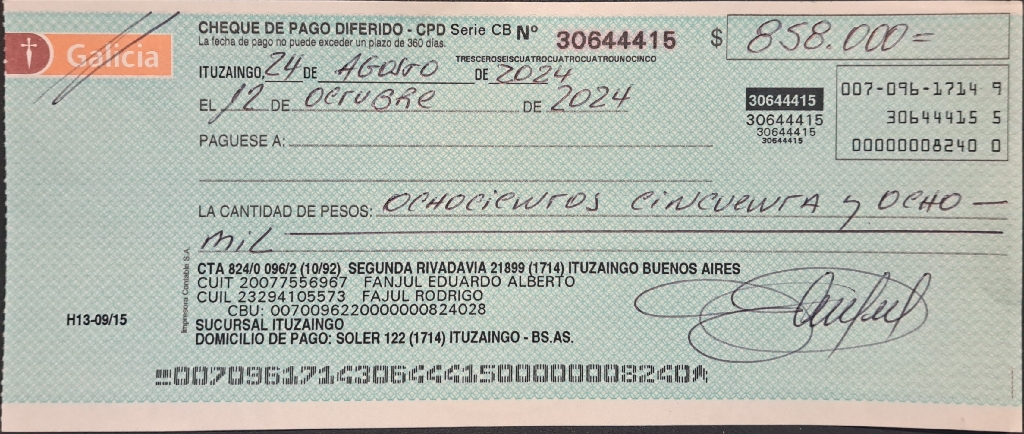 Galicia
CHEQUE DE PAGO DIFERIDO - CPD Serie CB Nº 30644415 $ 858.000=
La fecha de pago no puede exceder un plazo de 360 días.
TRESCEROSEISCUATROCUATROCUATROUNOCINCO
ITUZAINGO, 24 DE AGOSTO DE 2024
EL 12 DE OCTUBRE DE 2024
30644415
30644415
30644415
30644415
007-096-1714 9
30644415 5
00000008240 0
PAGUESE A:
LA CANTIDAD DE PESOS: OCHOCIENTOS CINCUENTA y OCHO —
MIL
CTA 824/0 096/2 (10/92) SEGUNDA RIVADAVIA 21899 (1714) ITUZAINGO BUENOS AIRES
CUIT 20077556967 FANJUL EDUARDO ALBERTO
CUIL 23294105573 FAJUL RODRIGO
CBU: 0070096220000000824028
SUCURSAL ITUZAINGO
DOMICILIO DE PAGO: SOLER 122 (1714) ITUZAINGO - BS.AS.
Impresora Contable S.A.
H13-09/15
00709617143064441500000008240